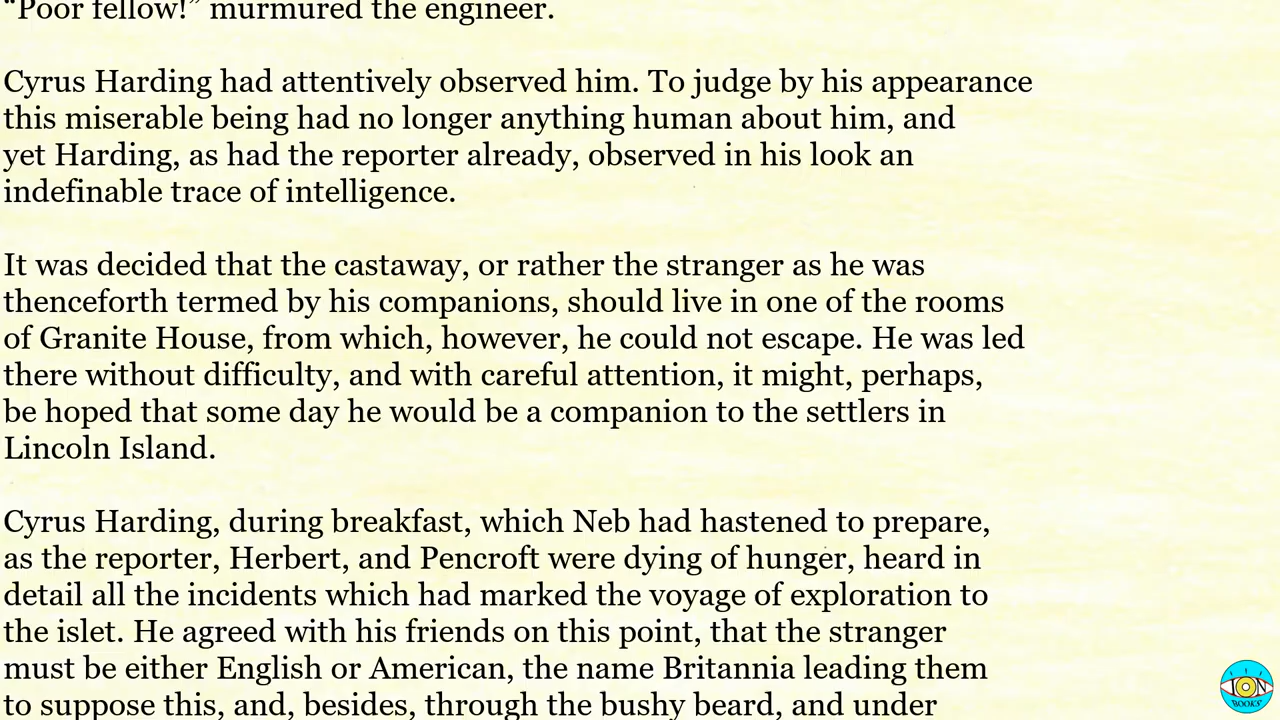 “Poor fellow!” murmured the engineer.
Cyrus Harding had attentively observed him. To judge by his appearance
this miserable being had no longer anything human about him, and
yet Harding, as had the reporter already, observed in his look an
indefinable trace of intelligence.
It was decided that the castaway, or rather the stranger as he was
thenceforth termed by his companions, should live in one of the rooms
of Granite House, from which, however, he could not escape. He was led
there without difficulty, and with careful attention, it might, perhaps,
be hoped that some day he would be a companion to the settlers in
Lincoln Island.
Cyrus Harding, during breakfast, which Neb had hastened to prepare,
as the reporter, Herbert, and Pencroft were dying of hunger, heard in
detail all the incidents which had marked the voyage of exploration to
the islet. He agreed with his friends on this point, that the stranger
must be either English or American, the name Britannia leading them
to suppose this, and, besides, through the bushy beard, and under
ION
BOOKS